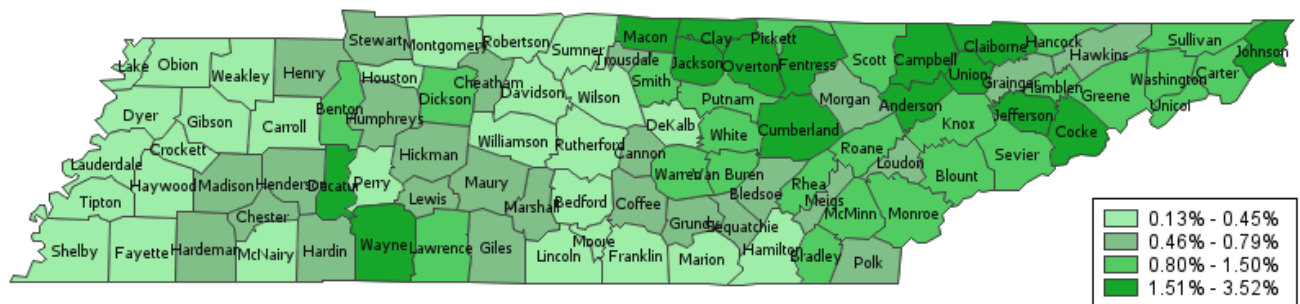 Stewart
Montgomery
Robertson
Sumner
Macon
Clay
Pickett
Claiborne
Hancock
Hawkins
Sullivan
Johnson
Lake
Obion
Weakley
Henry
Houston
Cheatham
Trousdale
Jackson
Overton
Fentress
Scott
Campbell
Union
Grainger
Hamblen
Greene
Washington
Carter
Unicoi
Benton
Dickson
Davidson
Wilson
Smith
Putnam
Morgan
Anderson
Jefferson
Cocke
Dyer
Gibson
Carroll
Humphreys
Williamson
Rutherford
DeKalb
White
Cumberland
Knox
Sevier
Crockett
Lauderdale
Haywood
Madison
Henderson
Decatur
Perry
Hickman
Maury
Cannon
Warren
Van Buren
Bledsoe
Rhea
Roane
Loudon
Blount
Tipton
Chester
Lewis
Marshall
Bedford
Coffee
Grundy
Sequatchie
Meigs
McMinn
Monroe
Shelby
Fayette
Hardeman
McNairy
Hardin
Wayne
Lawrence
Giles
Lincoln
Moore
Franklin
Marion
Hamilton
Bradley
Polk
0.13% - 0.45%
0.46% - 0.79%
0.80% - 1.50%
1.51% - 3.52%